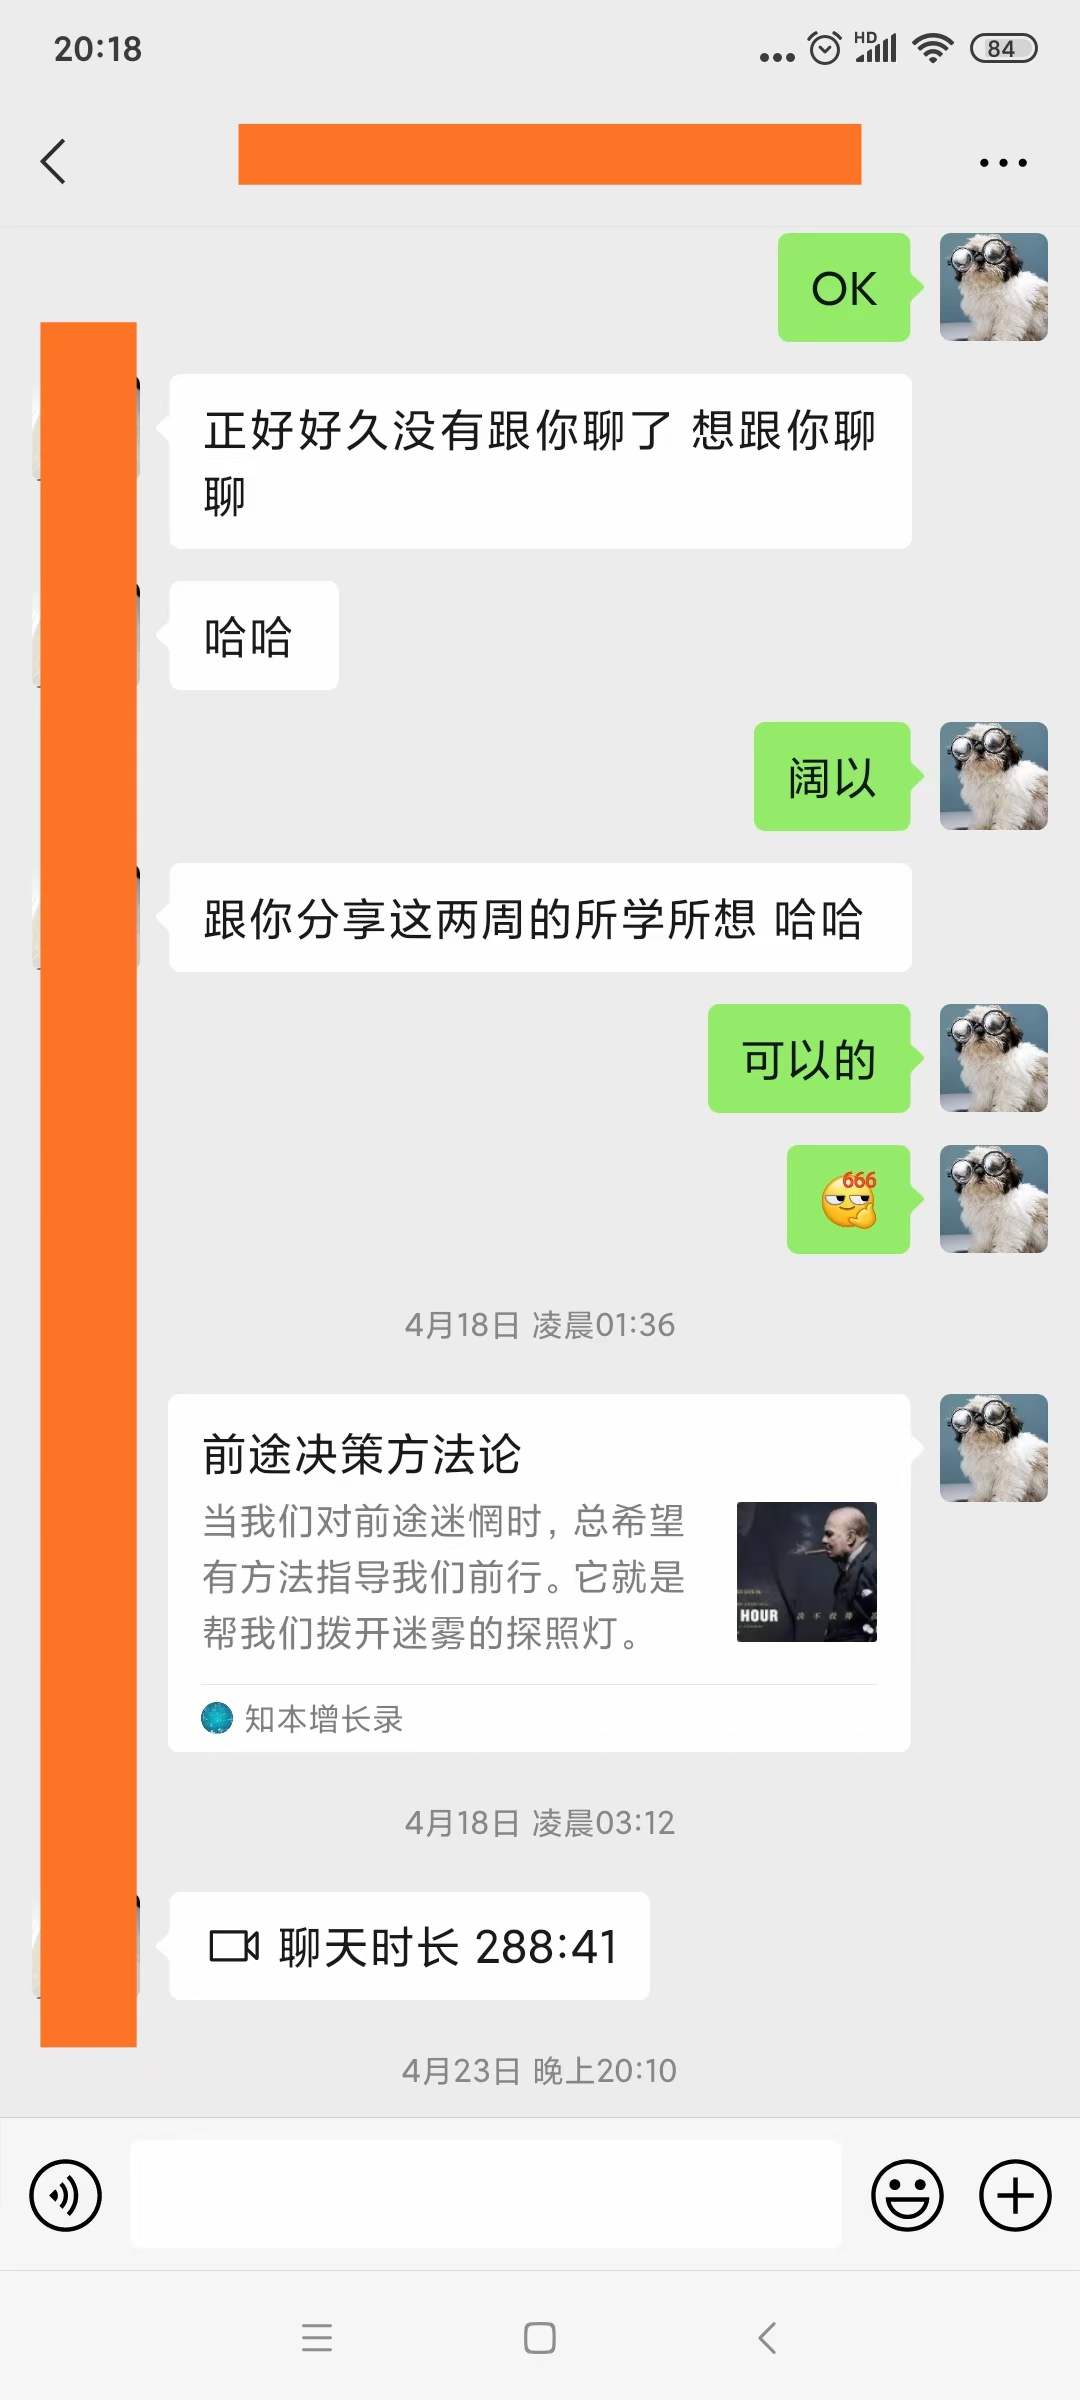 20:18
HD
84
OK
正好好久没有跟你聊了 想跟你聊
聊
哈哈
阔以
跟你分享这两周的所学所想 哈哈
可以的
666
4月18日 凌晨01:36
前途决策方法论
当我们对前途迷惘时，总希望
有方法指导我们前行。它就是
帮我们拨开迷雾的探照灯。
HOUR
知本增长录
4月18日 凌晨03:12
聊天时长 288:41
4月23日 晚上20:10